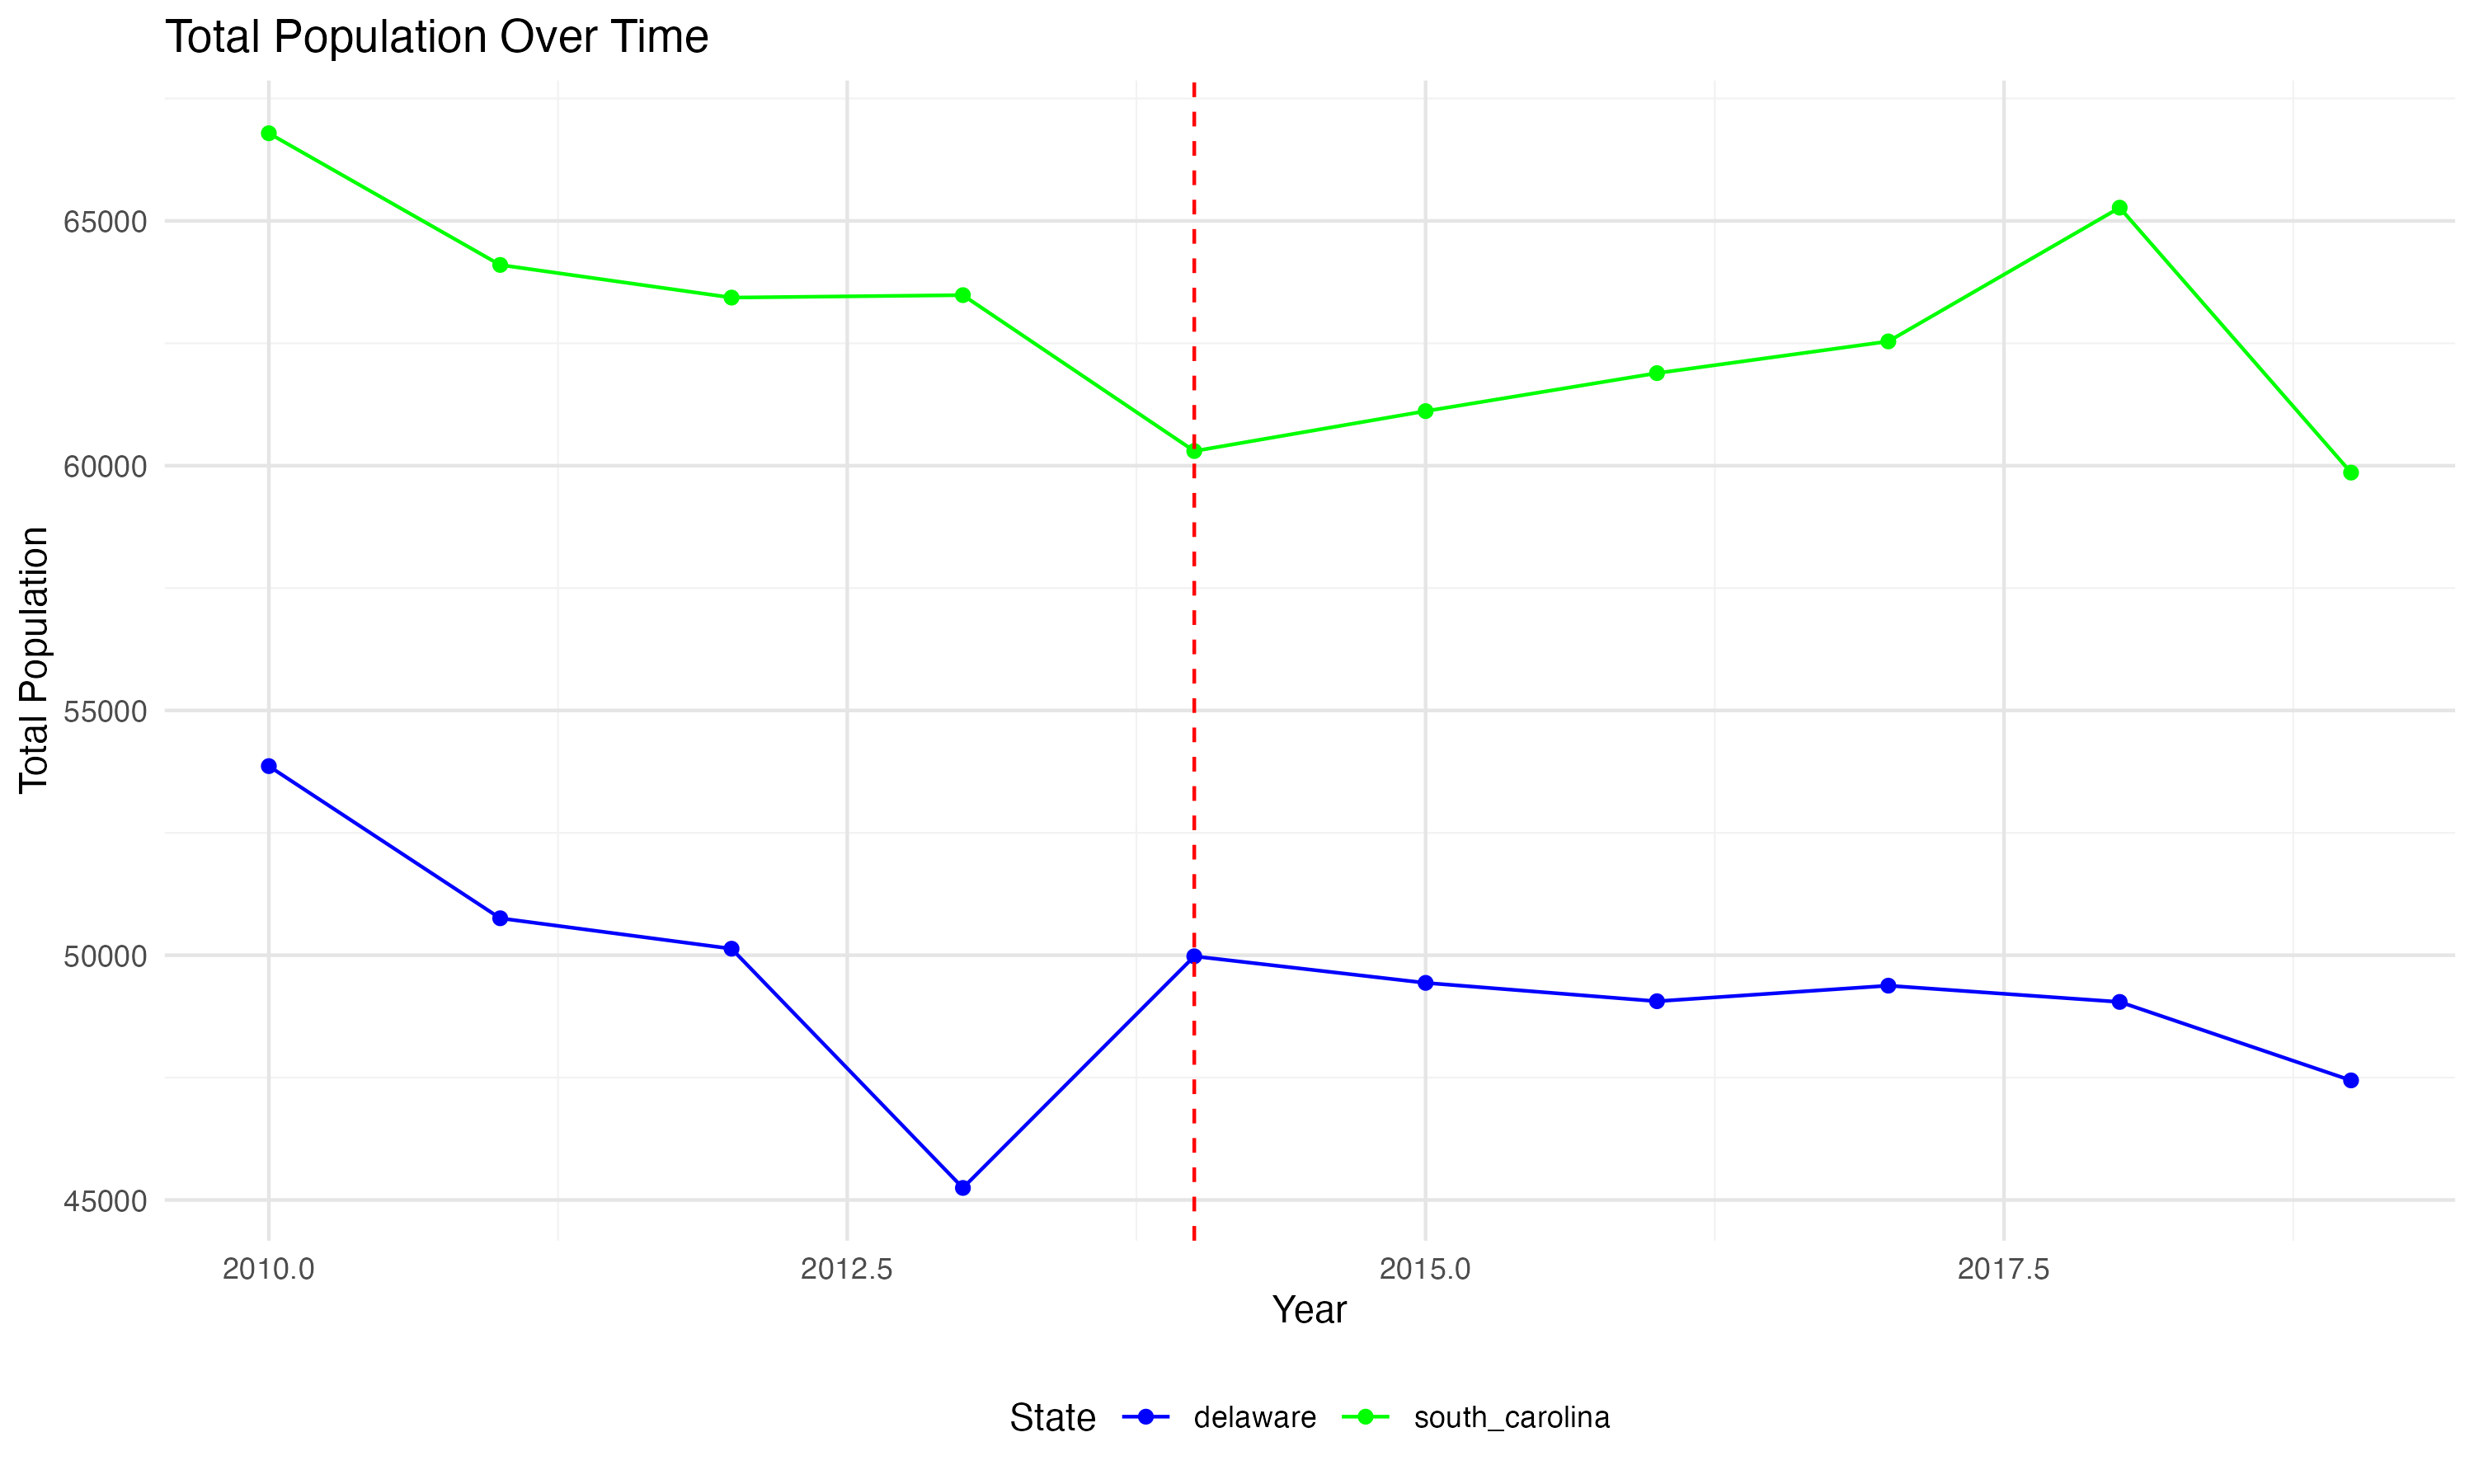 Total Population Over Time
Total Population
65000
60000
55000
50000
45000
2010.0 2012.5 2015.0 2017.5
Year
State delaware south_carolina